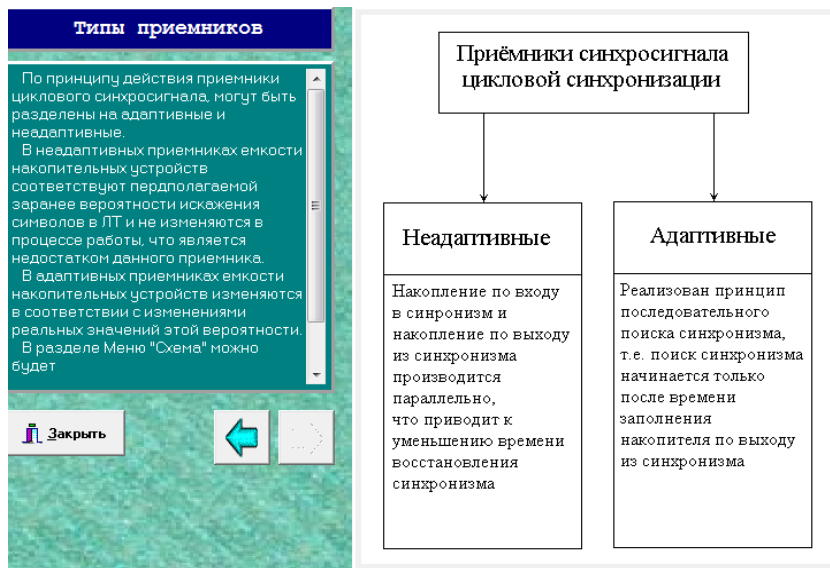 Типы приемников
По принципу действия приемники
циклового синхросигнала, могут быть
разделены на адаптивные и
неадаптивные.
В неадаптивных приемниках емкости
накопительных устройств
соответствуют пердполагаемой
заранее вероятности искажения
символов в ЛТ и не изменяются в
процессе работы, что является
недостатком данного приемника.
В адаптивных приемниках емкости
накопительных устройств изменяются
в соответствии с изменениями
реальных значений этой вероятности.
В разделе Меню "Схема" можно
будет
Закрыть
Приёмники синхросигнала
цикловой синхронизации
Неадаптивные
Накопление по входу
в синронизм и
накопление по выходу
из синхронизма
производится
параллельно,
что приводит к
уменьшению времени
восстановления
синхронизма
Адаптивные
Реализован принцип
последовательного
поиска синхронизма,
т.е. поиск синхронизма
начинается только
после времени
заполнения
накопителя по выходу
из синхронизма